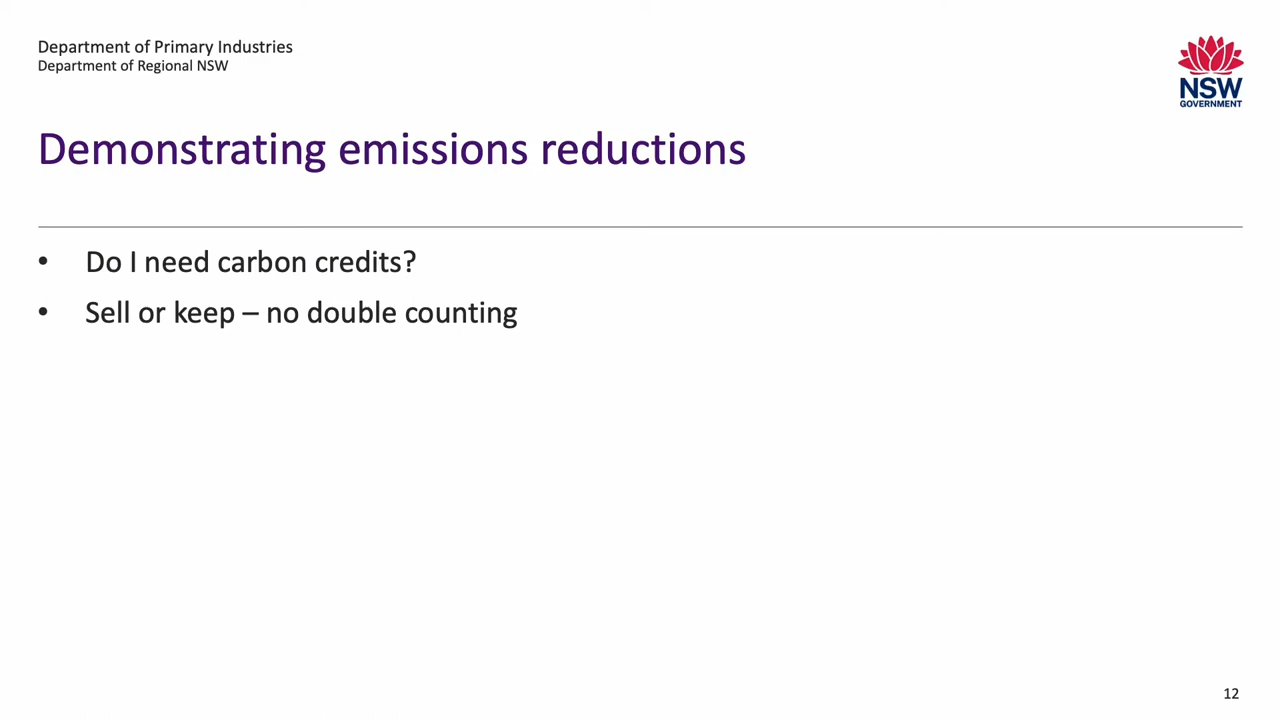 Department of Primary Industries
Department of Regional NSW
NSW
GOVERNMENT
Demonstrating emissions reductions
• Do I need carbon credits?
• Sell or keep – no double counting
12